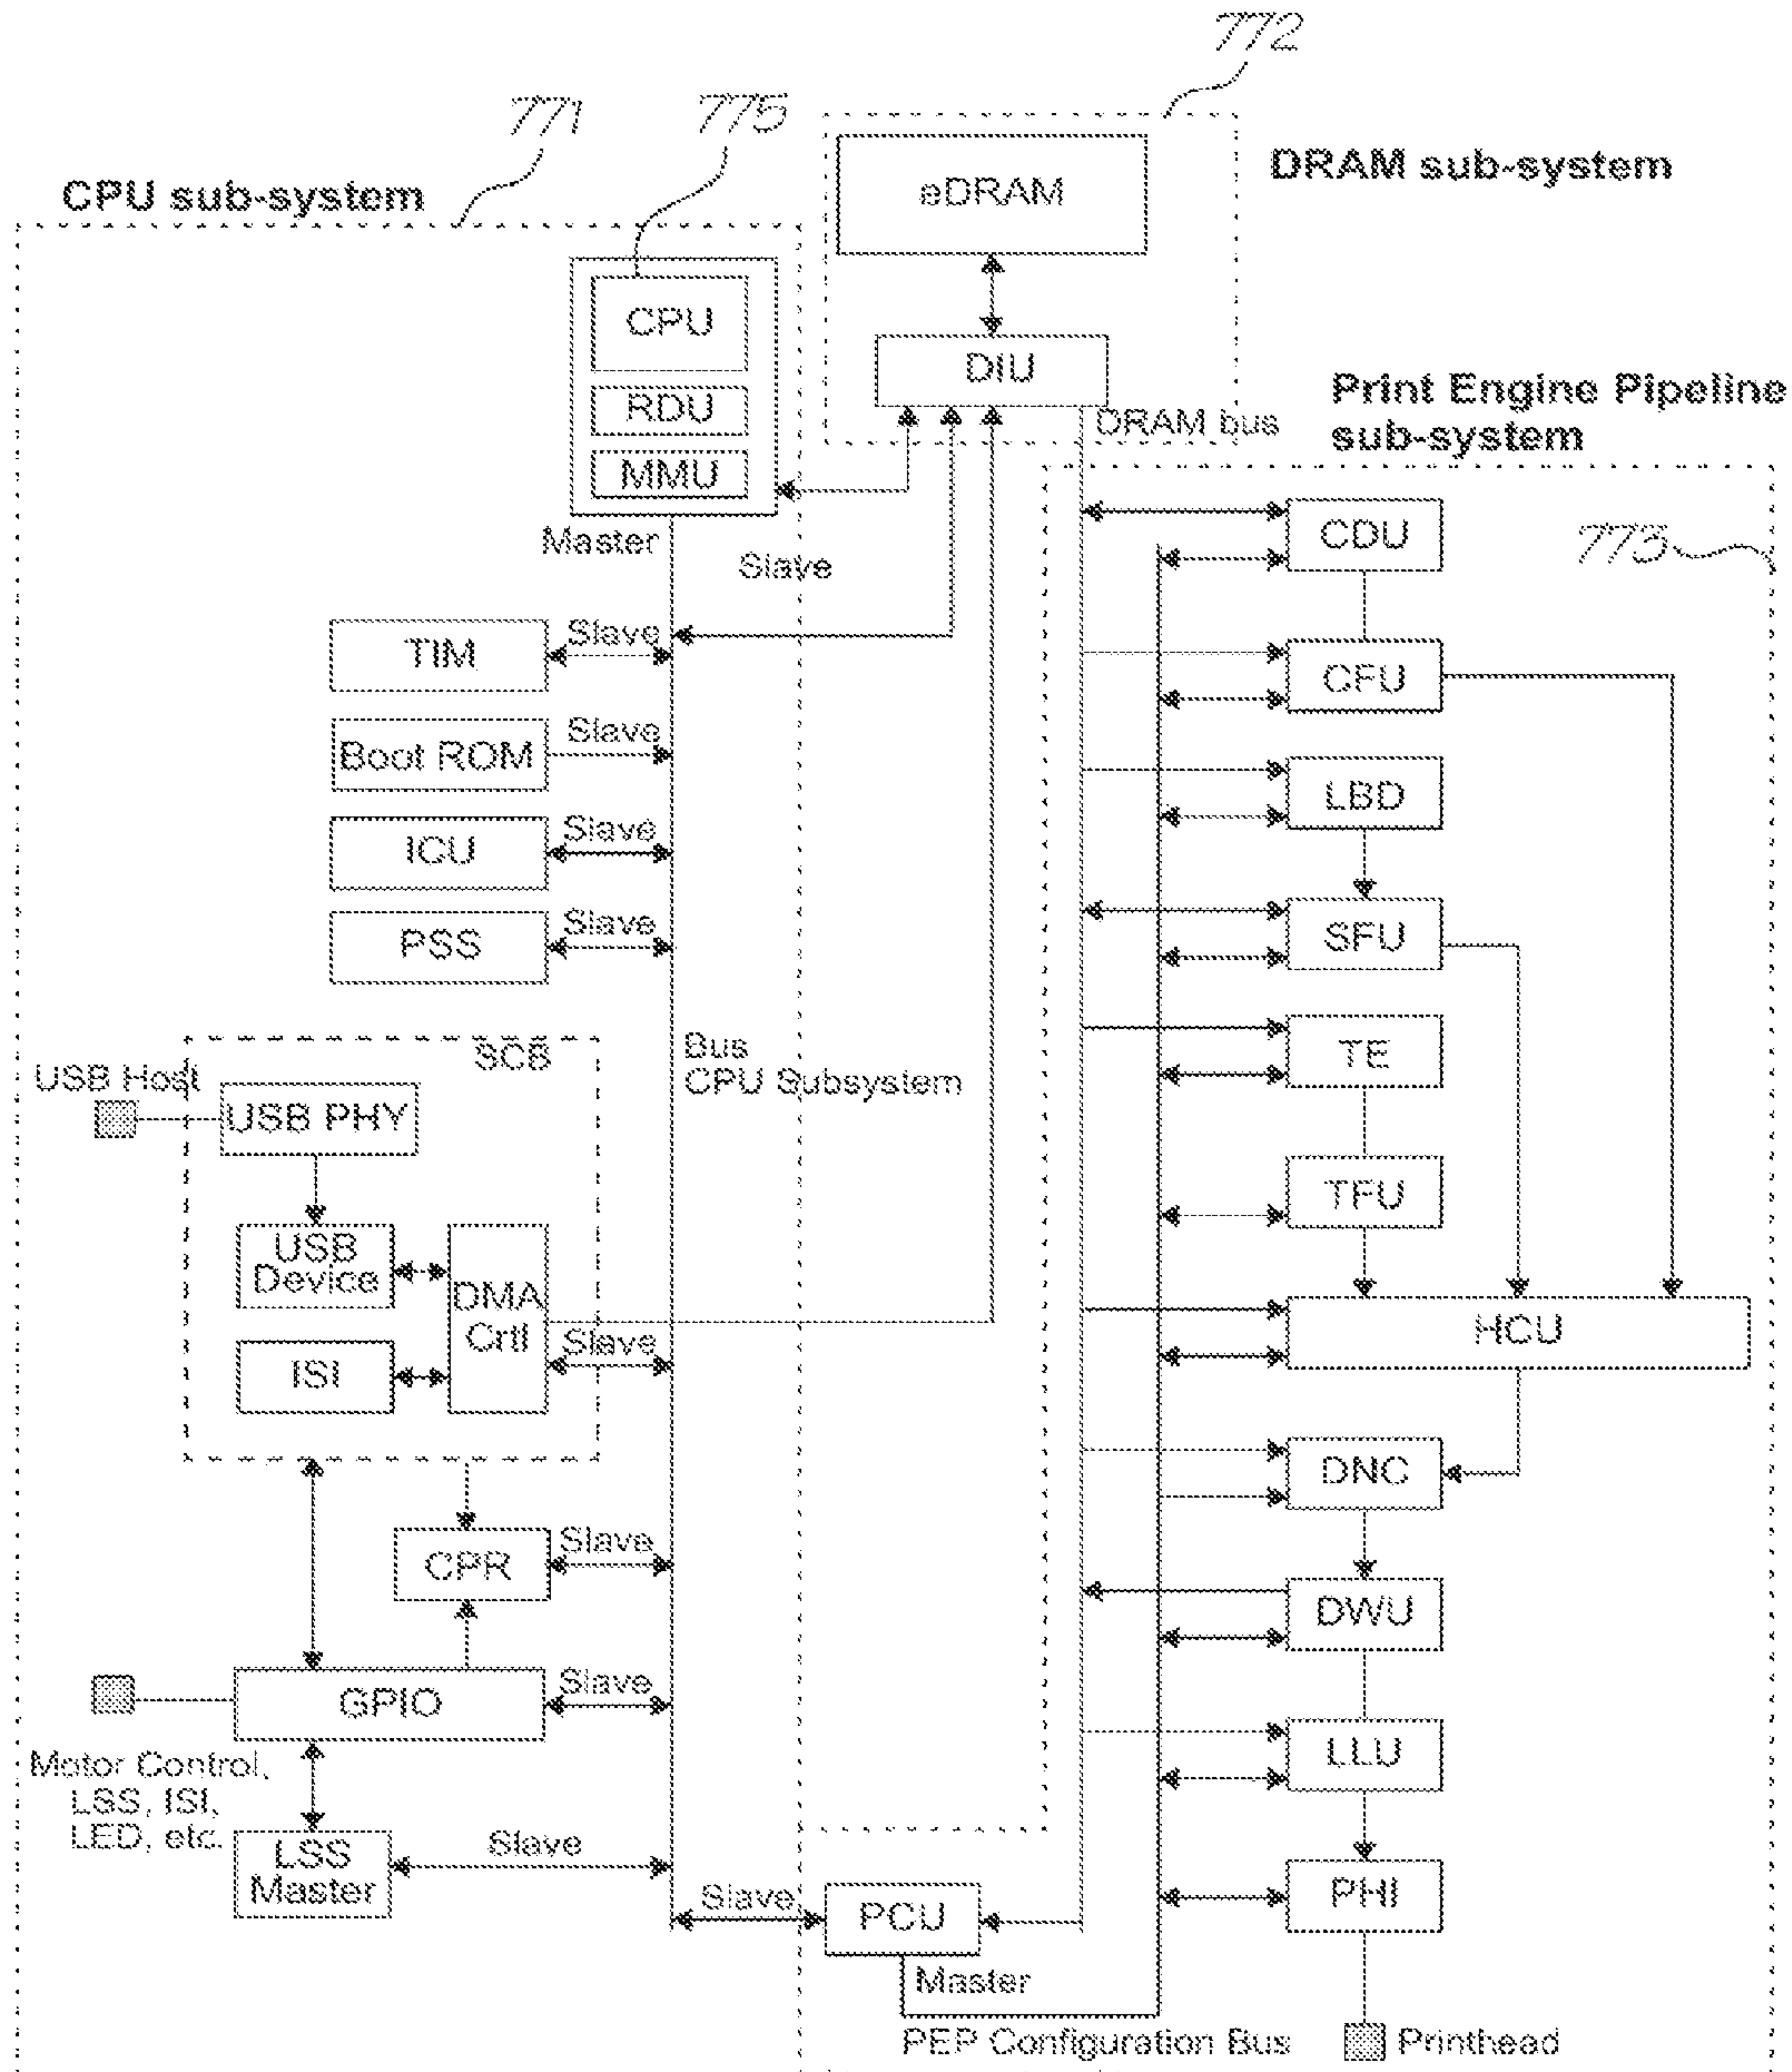 772
771
775
CPU sub-system
DRAM sub-system
eDRAM
CPU
RDU
MMU
DIU
DRAM bus
Print Engine Pipeline
sub-system
Master
Slave
773
CDU
TIM
Slave
CFU
Boot ROM
Slave
LBD
ICU
Slave
PSS
Slave
SFU
SCB
Bus
CPU Subsystem
TE
USB Host
USB PHY
TFU
USB
Device
DMA
Crtl
Slave
ISI
HCU
DNC
CPR
Slave
DWU
GPIO
Slave
Motor Control,
LSS, ISI,
LED, etc.
LLU
LSS
Master
Slave
PHI
Slave
PCU
Master
PEP Configuration Bus
Printhead